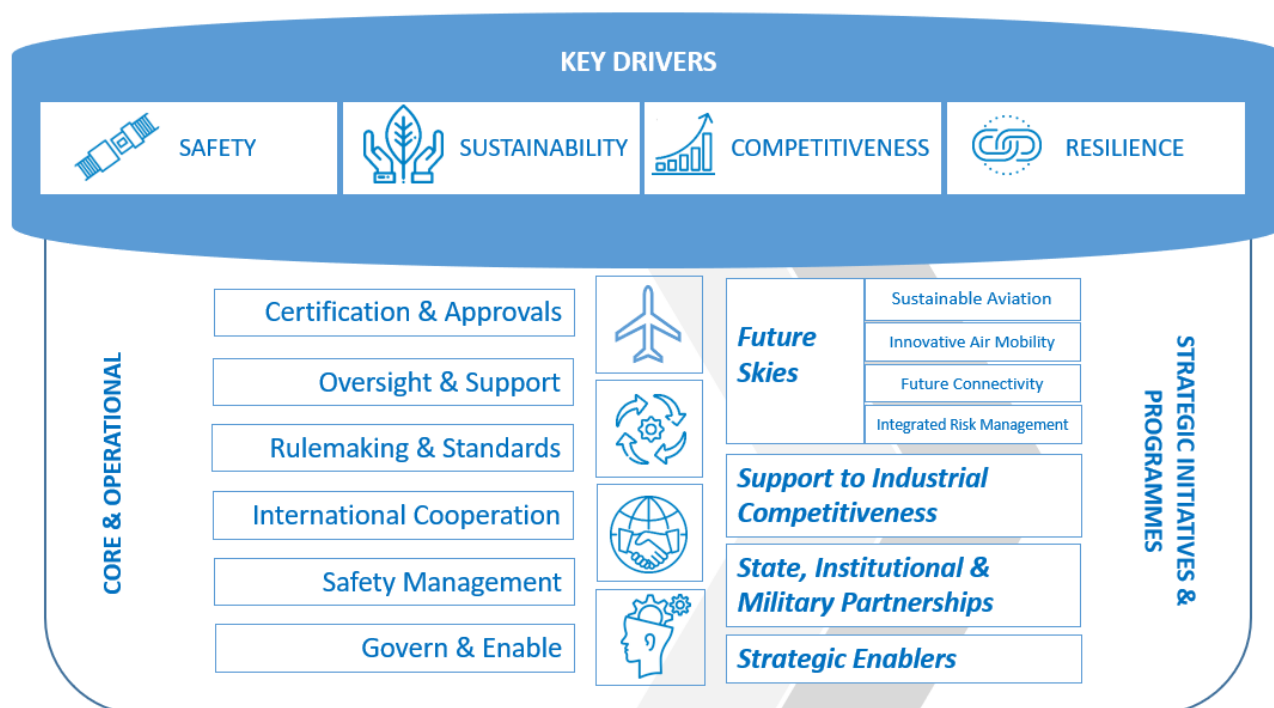 KEY DRIVERS
SAFETY
SUSTAINABILITY
COMPETITIVENESS
RESILIENCE
CORE & OPERATIONAL
Certification & Approvals
Oversight & Support
Rulemaking & Standards
International Cooperation
Safety Management
Govern & Enable
Future
Skies
Sustainable Aviation
Innovative Air Mobility
Future Connectivity
Integrated Risk Management
Support to Industrial
Competitiveness
State, Institutional &
Military Partnerships
Strategic Enablers
STRATEGIC INITIATIVES &
PROGRAMMES